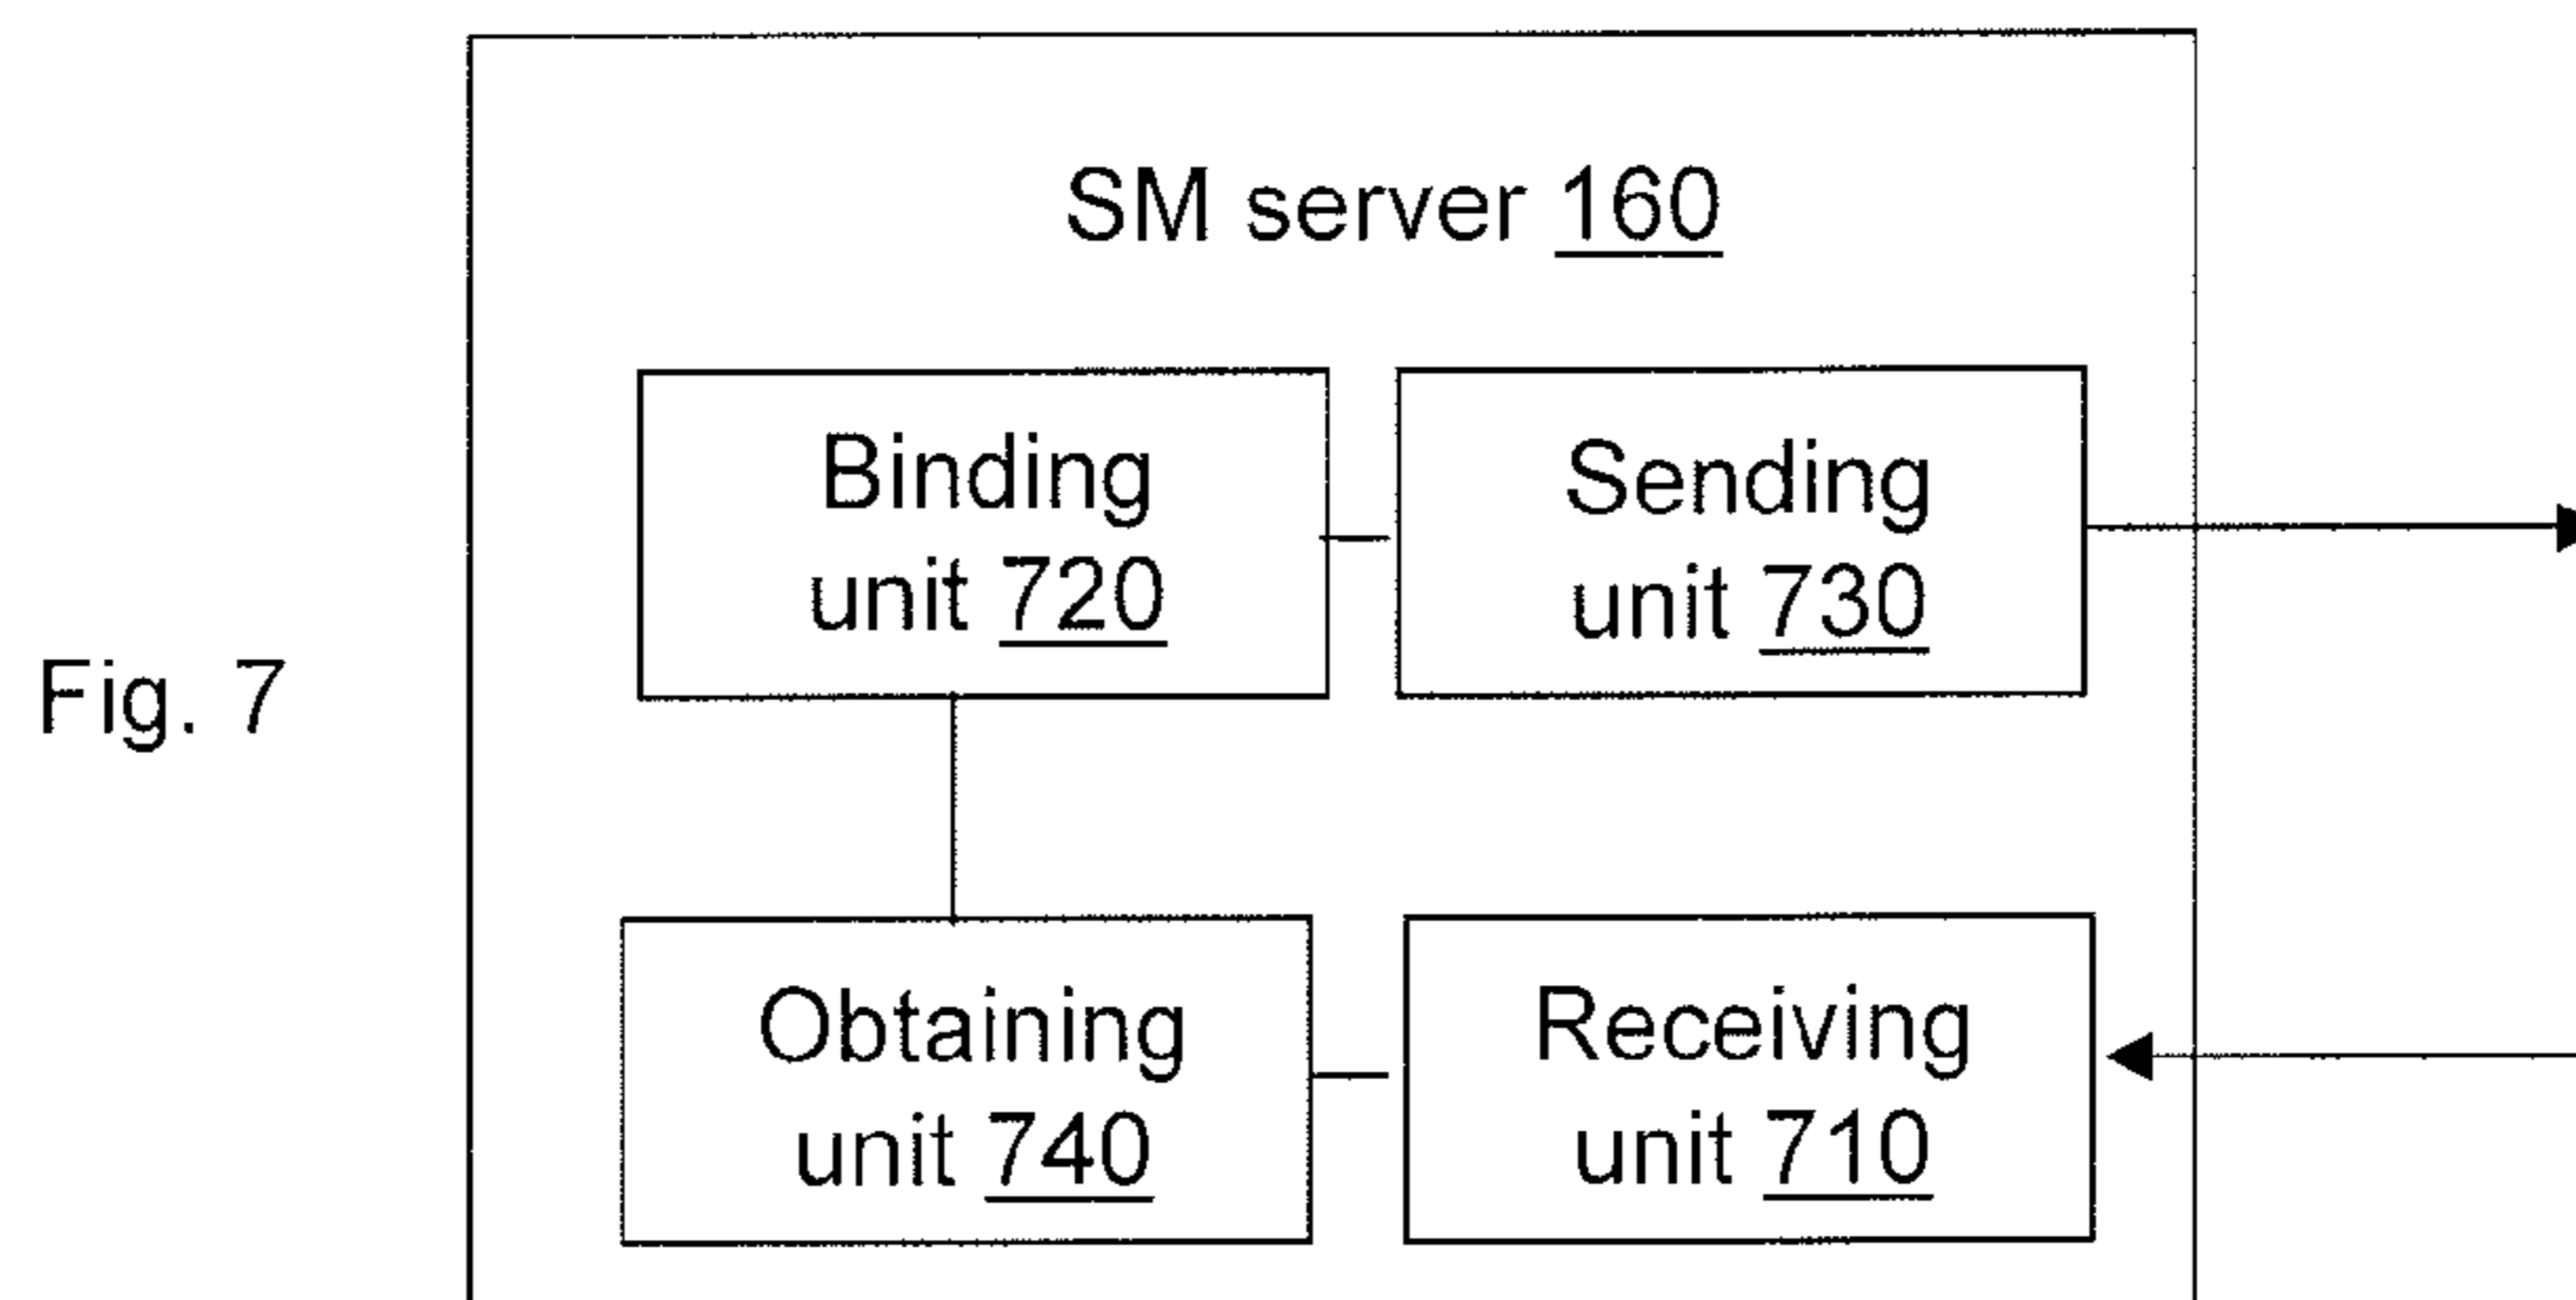 SM server 160
Binding
unit 720
Sending
unit 730
Fig. 7
Obtaining
unit 740
Receiving
unit 710